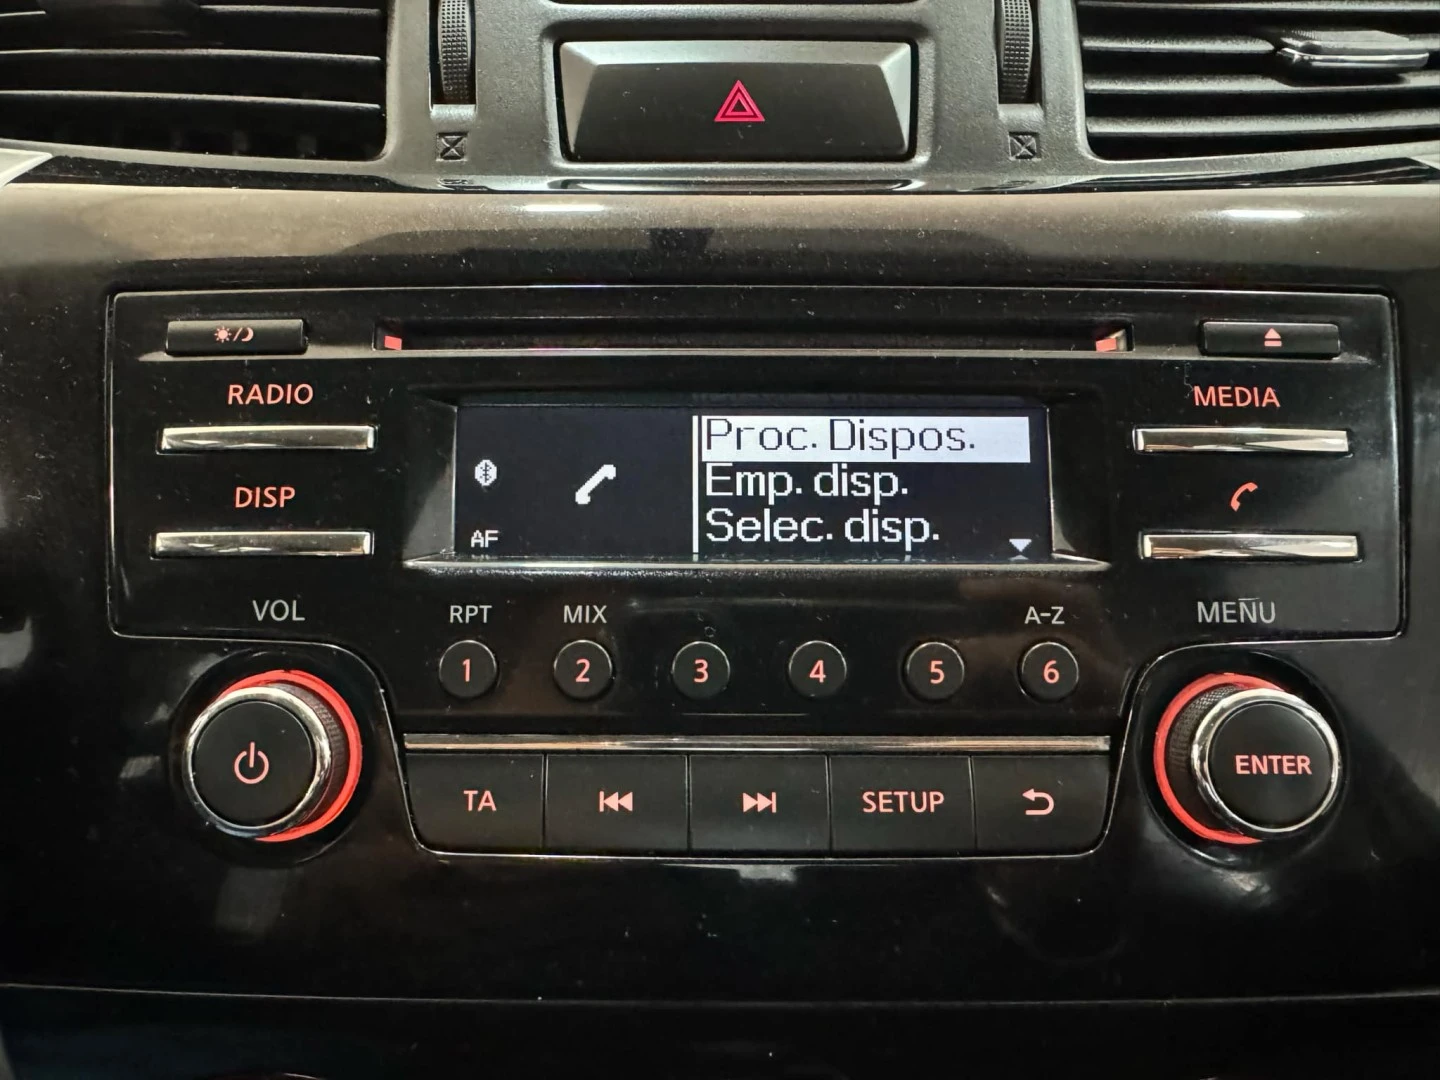 RADIO
MEDIA
DISP
Proc. Dispos.
Emp. disp.
Selec. disp.
AF
VOL
RPT
MIX
A-Z
MENU
1
2
3
4
5
6
ENTER
TA
SETUP